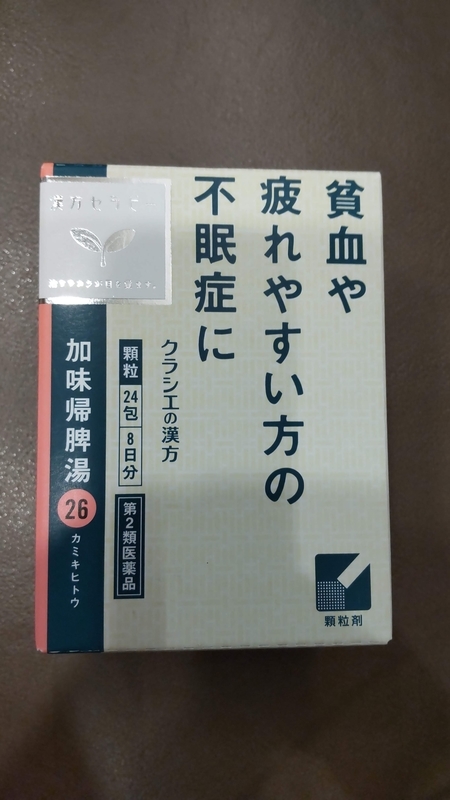 貧血や
疲れやすい方の
不眠症に
クラシエの漢方
顆粒
24包
8日分
第2類医薬品
漢方セラピー
加味帰脾湯
26
カミキヒトウ
顆粒剤